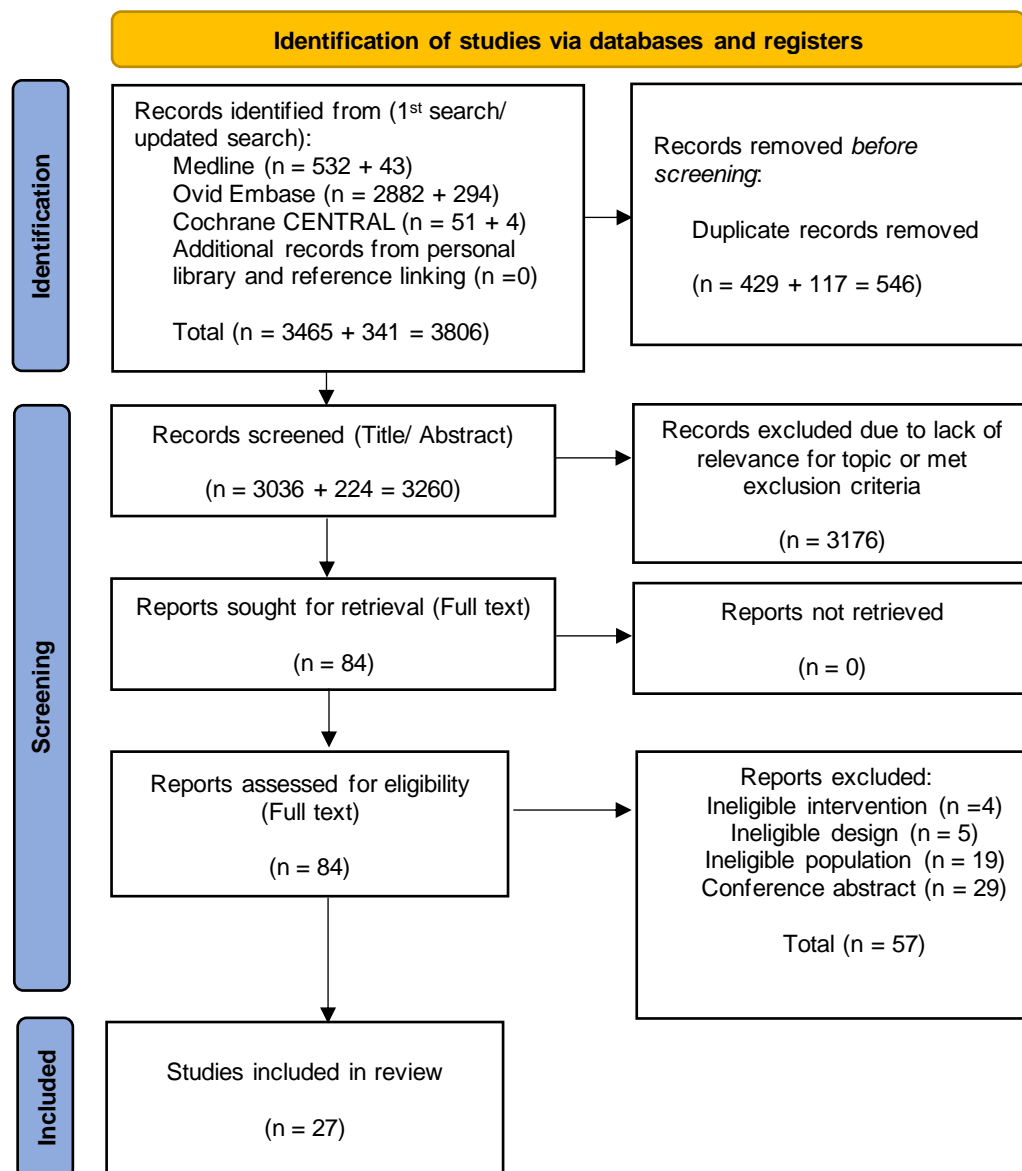 Identification of studies via databases and registers
Identification
Records identified from (1st search/
updated search):
Medline (n = 532 + 43)
Ovid Embase (n = 2882 + 294)
Cochrane CENTRAL (n = 51 + 4)
Additional records from personal
library and reference linking (n =0)
Total (n = 3465 + 341 = 3806)
Records removed before
screening:
Duplicate records removed
(n = 429 + 117 = 546)
Screening
Records screened (Title/ Abstract)
(n = 3036 + 224 = 3260)
Records excluded due to lack of
relevance for topic or met
exclusion criteria
(n = 3176)
Reports sought for retrieval (Full text)
(n = 84)
Reports not retrieved
(n = 0)
Reports assessed for eligibility
(Full text)
(n = 84)
Reports excluded:
Ineligible intervention (n =4)
Ineligible design (n = 5)
Ineligible population (n = 19)
Conference abstract (n = 29)
Total (n = 57)
Included
Studies included in review
(n = 27)